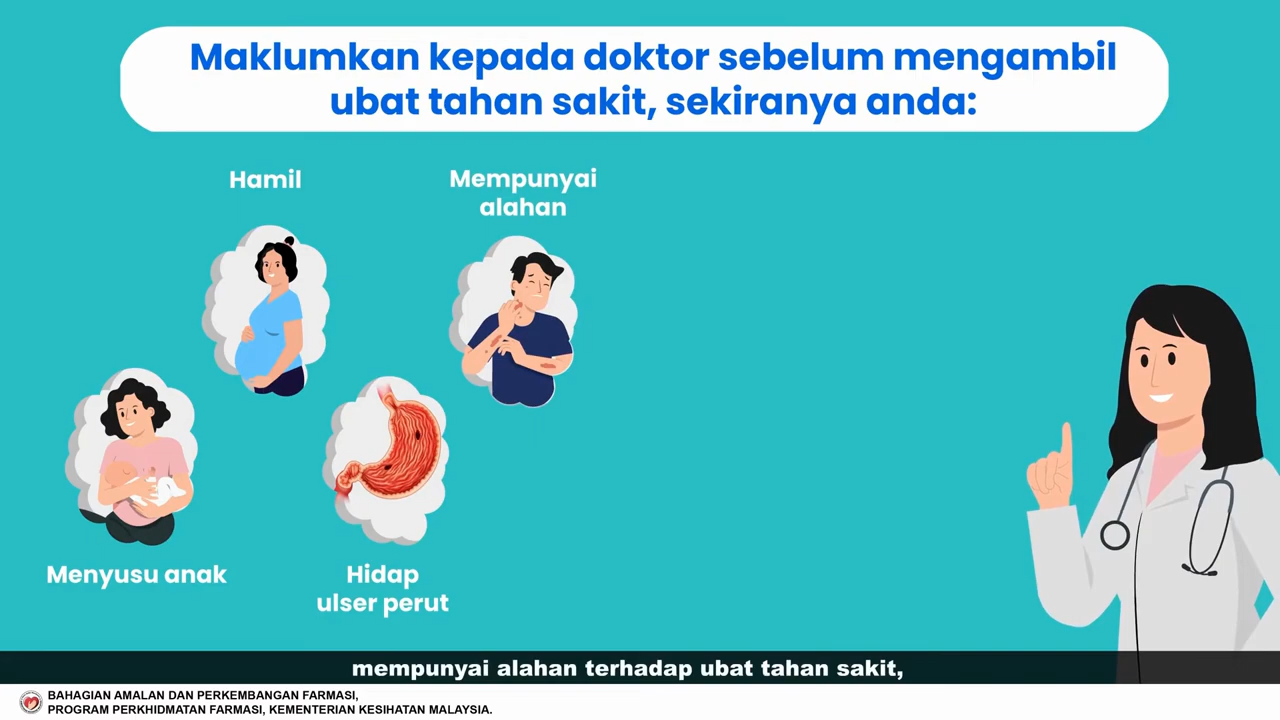 Maklumkan kepada doktor sebelum mengambil
ubat tahan sakit, sekiranya anda:
Hamil
Mempunyai
alahan
Menyusu anak
Hidap
ulser perut
mempunyai alahan terhadap ubat tahan sakit,
BAHAGIAN AMALAN DAN PERKEMBANGAN FARMASI,
PROGRAM PERKHIDMATAN FARMASI, KEMENTERIAN KESIHATAN MALAYSIA.